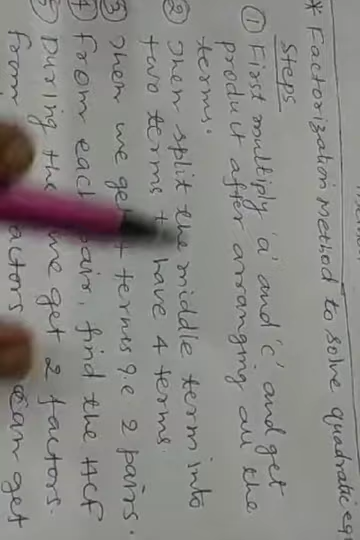 * Factorization Method to solve quadratic eq
Steps
① First multiply 'a' and 'c' and get
product after arranging all the
terms.
② Then split the middle term into
two terms have 4 terms.
③ Then we get 4 terms i.e 2 pairs.
④ From each pair, find the HCF
⑤ During the we get 2 factors.
From factors can get